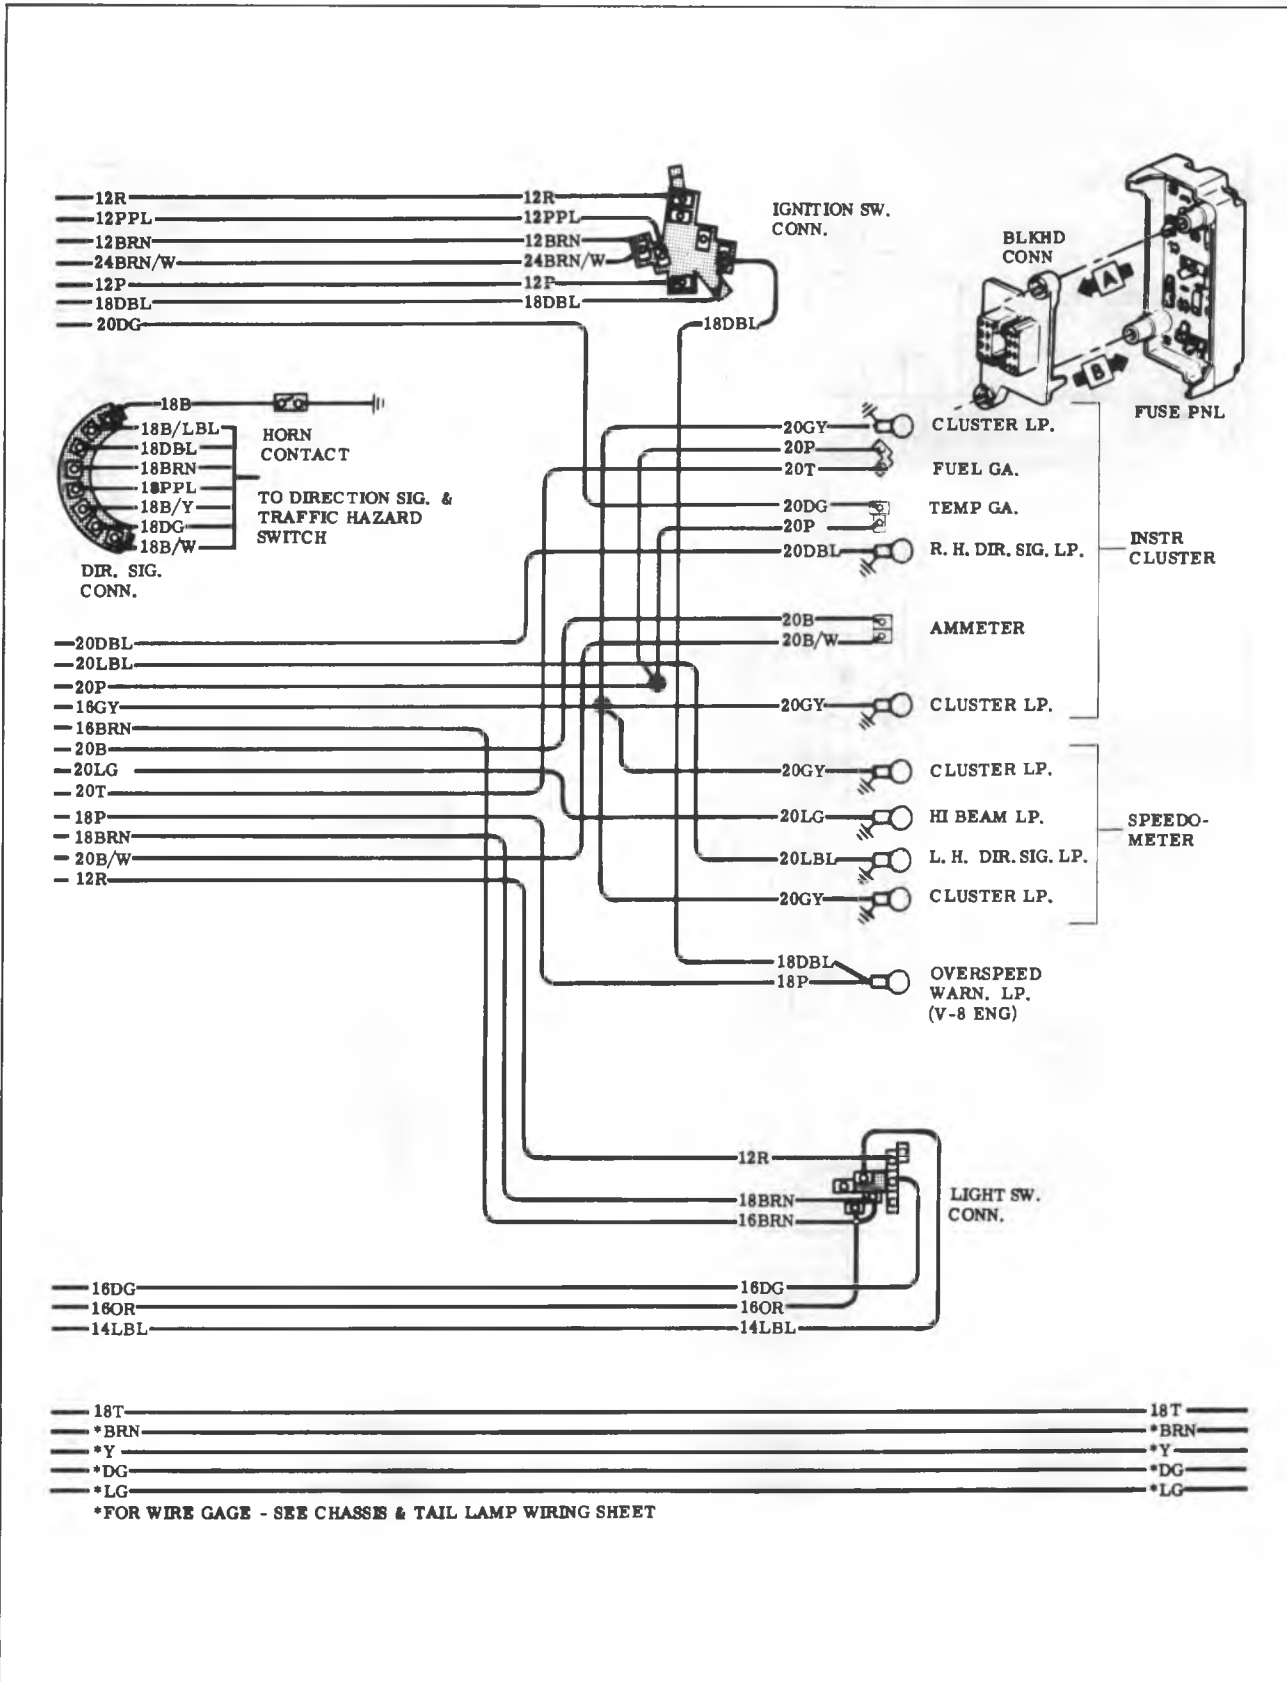 12R 12R
12PPL 12PPL
12BRN 12BRN
24BRN/W 24BRN/W
12P 12P
18DBL 18DBL
20DG
18DBL
IGNITION SW.
CONN.
BLKHD
CONN
A
B
FUSE PNL
18B
18B/LBL
18DBL
18BRN
18PPL
18B/Y
18DG
18B/W
HORN
CONTACT
TO DIRECTION SIG. &
TRAFFIC HAZARD
SWITCH
DIR. SIG.
CONN.
20GY CLUSTER LP.
20P
20T FUEL GA.
20DG TEMP GA.
20P
20DBL R. H. DIR. SIG. LP.
INSTR
CLUSTER
20B
20B/W
AMMETER
20GY CLUSTER LP.
20DBL
20LBL
20P
16GY
16BRN
20B
20LG
20T
18P
18BRN
20B/W
12R
20GY CLUSTER LP.
20LG HI BEAM LP.
20LBL L. H. DIR. SIG. LP.
20GY CLUSTER LP.
SPEEDO-
METER
18DBL
18P
OVERSPEED
WARN. LP.
(V-8 ENG)
12R
18BRN
16BRN
LIGHT SW.
CONN.
16DG 16DG
16OR 16OR
14LBL 14LBL
18T 18T
*BRN *BRN
*Y *Y
*DG *DG
*LG *LG
*FOR WIRE GAGE - SEE CHASSIS & TAIL LAMP WIRING SHEET